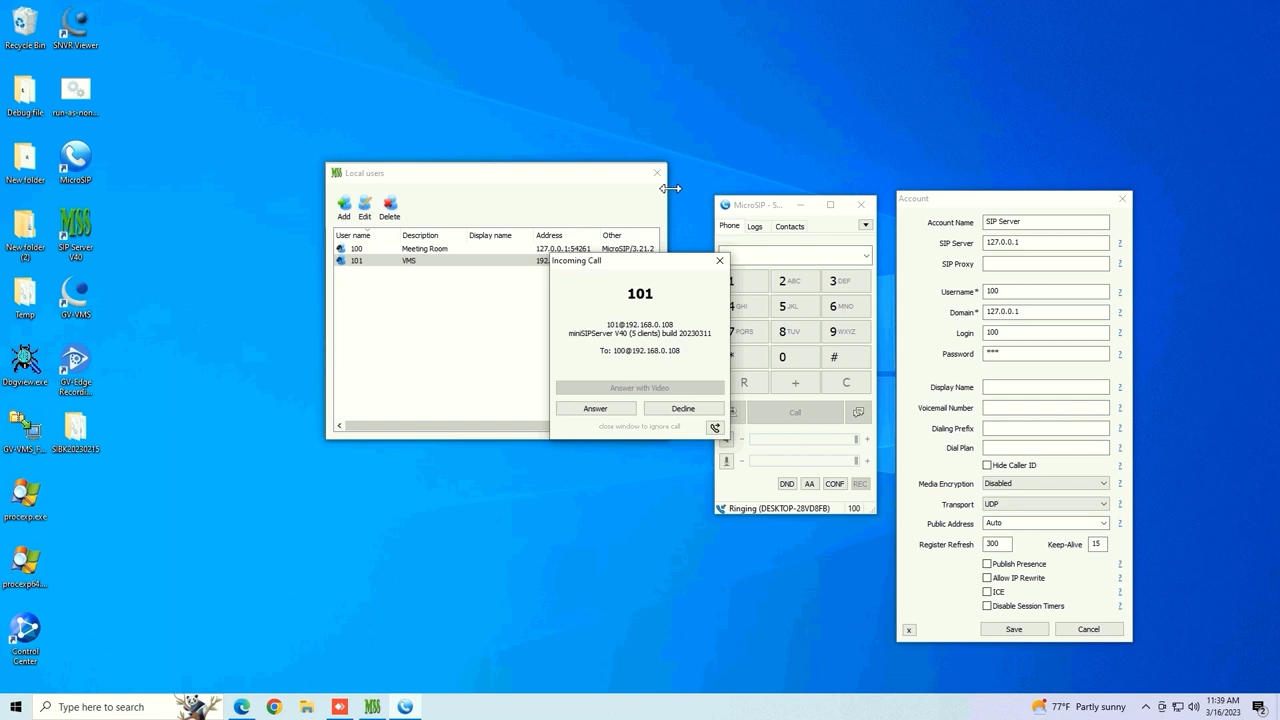 Recycle Bin
SNVR Viewer
Debug file
run-as-non...
New folder
MicroSIP
New folder (2)
SIP Server V40
Temp
GV-VMS
Dbgview.exe
GV-Edge Recordi...
GV-VMS_F...
SIBK20230215
procexp.exe
procexp64....
Control Center
MSS Local users
Add Edit Delete
User name Description Display name Address Other
100 Meeting Room 127.0.0.1:54261 MicroSIP/3.21.2
101 VMS 192.
Incoming Call
101
101@192.168.0.108
miniSIPServer V40 (5 clients) build 20230311
To: 100@192.168.0.108
Answer with Video
Answer Decline
close window to ignore call
MicroSIP - S...
Phone Logs Contacts
1 2 ABC 3 DEF
4 GHI 5 JKL 6 MNO
7 PQRS 8 TUV 9 WXYZ
* 0 #
R + C
Call
- +
- +
DND AA CONF REC
Ringing (DESKTOP-28VD8FB) 100
Account
Account Name SIP Server
SIP Server 127.0.0.1 ?
SIP Proxy ?
Username* 100 ?
Domain* 127.0.0.1 ?
Login 100 ?
Password *** ?
Display Name ?
Voicemail Number ?
Dialing Prefix ?
Dial Plan ?
Hide Caller ID ?
Media Encryption Disabled ?
Transport UDP ?
Public Address Auto ?
Register Refresh 300 Keep-Alive 15 ?
Publish Presence ?
Allow IP Rewrite ?
ICE ?
Disable Session Timers ?
x Save Cancel
Type here to search
MSS
77°F Partly sunny
11:39 AM
3/16/2023
2